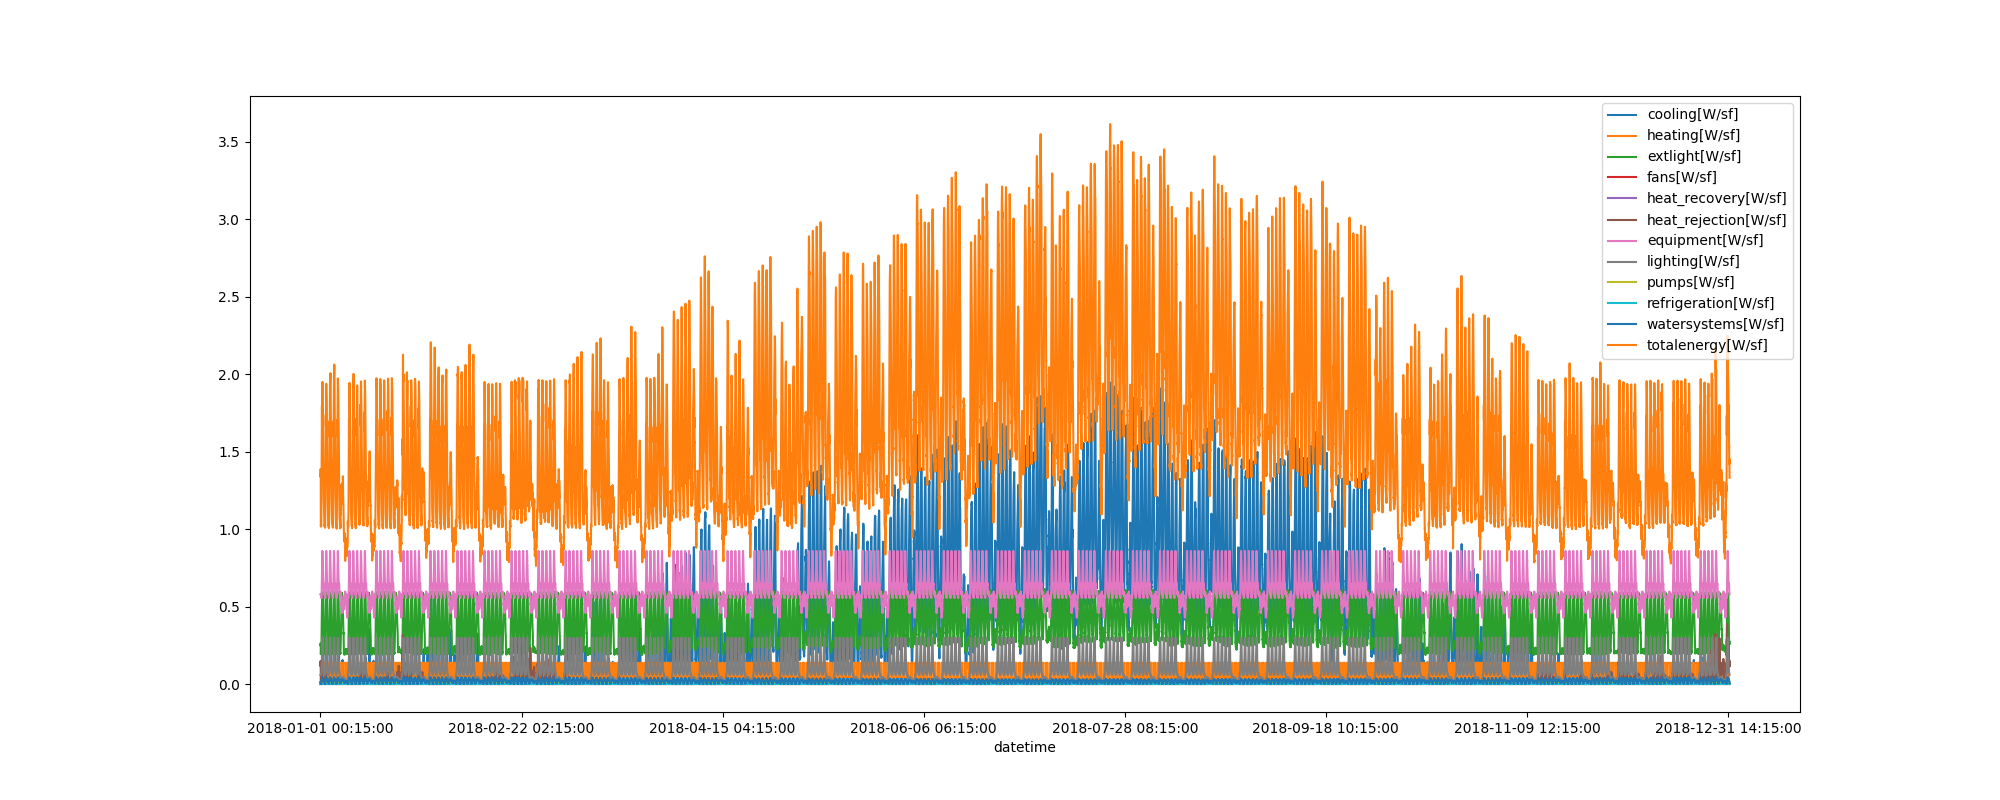 3.5
3.0
2.5
2.0
1.5
1.0
0.5
0.0
cooling[W/sf]
heating[W/sf]
extlight[W/sf]
fans[W/sf]
heat_recovery[W/sf]
heat_rejection[W/sf]
equipment[W/sf]
lighting[W/sf]
pumps[W/sf]
refrigeration[W/sf]
watersystems[W/sf]
totalenergy[W/sf]
2018-01-01 00:15:00 2018-02-22 02:15:00 2018-04-15 04:15:00 2018-06-06 06:15:00 2018-07-28 08:15:00 2018-09-18 10:15:00 2018-11-09 12:15:00 2018-12-31 14:15:00
datetime